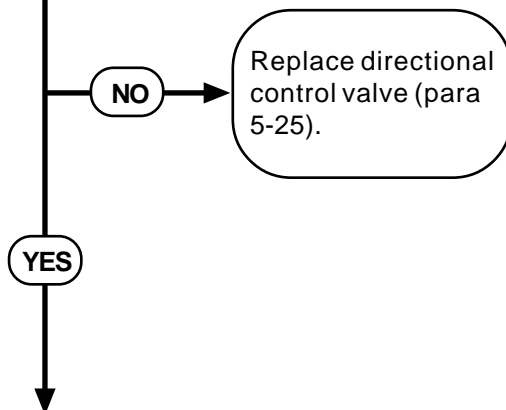 Replace directional
NO
control valve (para
5-25).
YES